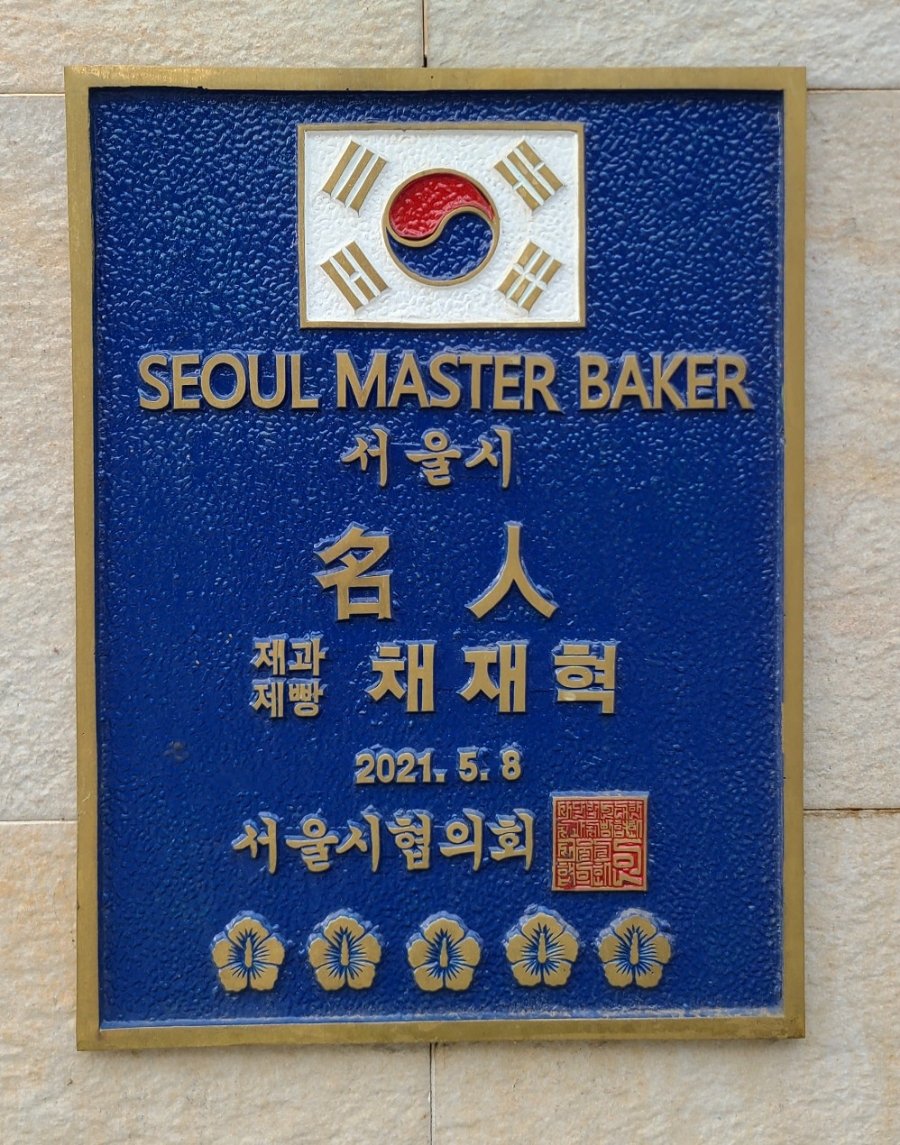 SEOUL MASTER BAKER
서울시
名人
제과
제빵
채재혁
2021. 5. 8
서울시협의회